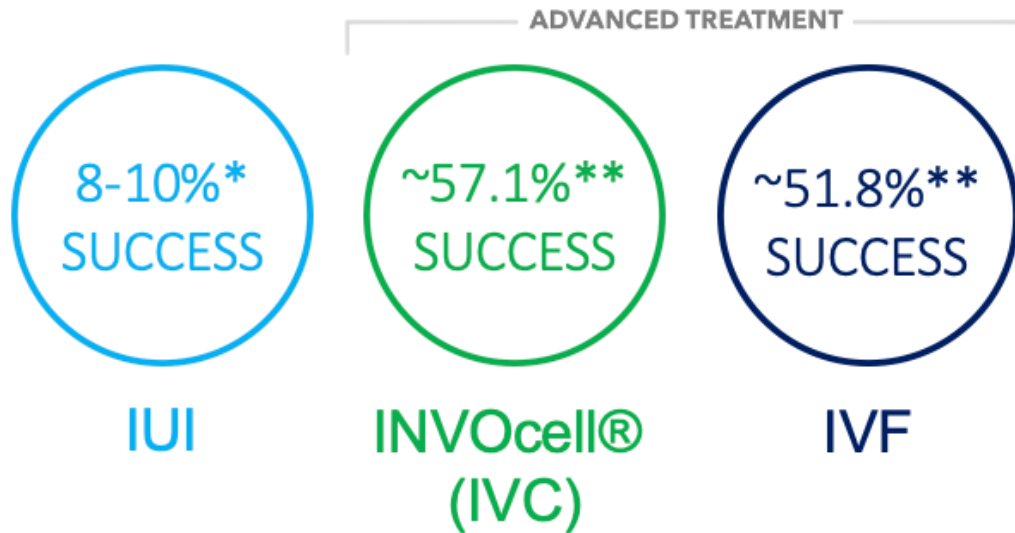 ADVANCED TREATMENT
8-10%*
SUCCESS
~57.1%**
SUCCESS
~51.8%**
SUCCESS
IUI
INVOcell®
(IVC)
IVF